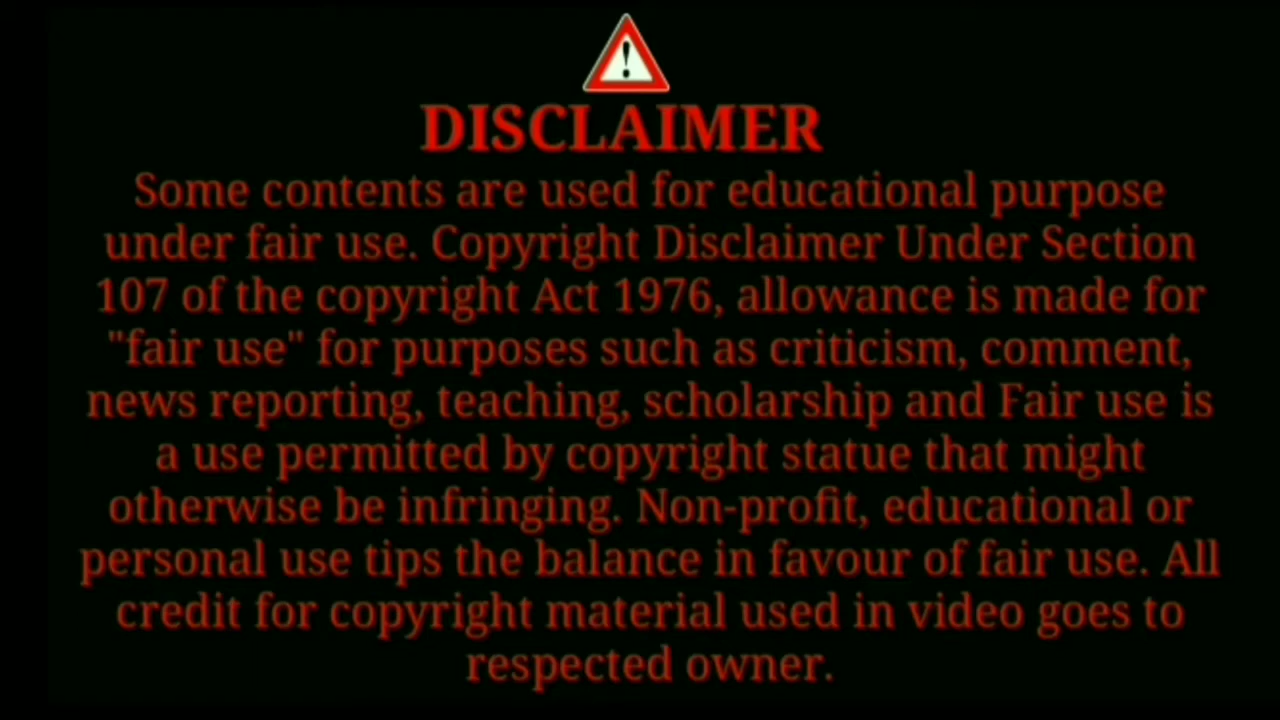 DISCLAIMER
Some contents are used for educational purpose
under fair use. Copyright Disclaimer Under Section
107 of the copyright Act 1976, allowance is made for
"fair use" for purposes such as criticism, comment,
news reporting, teaching, scholarship and Fair use is
a use permitted by copyright statue that might
otherwise be infringing. Non-profit, educational or
personal use tips the balance in favour of fair use. All
credit for copyright material used in video goes to
respected owner.